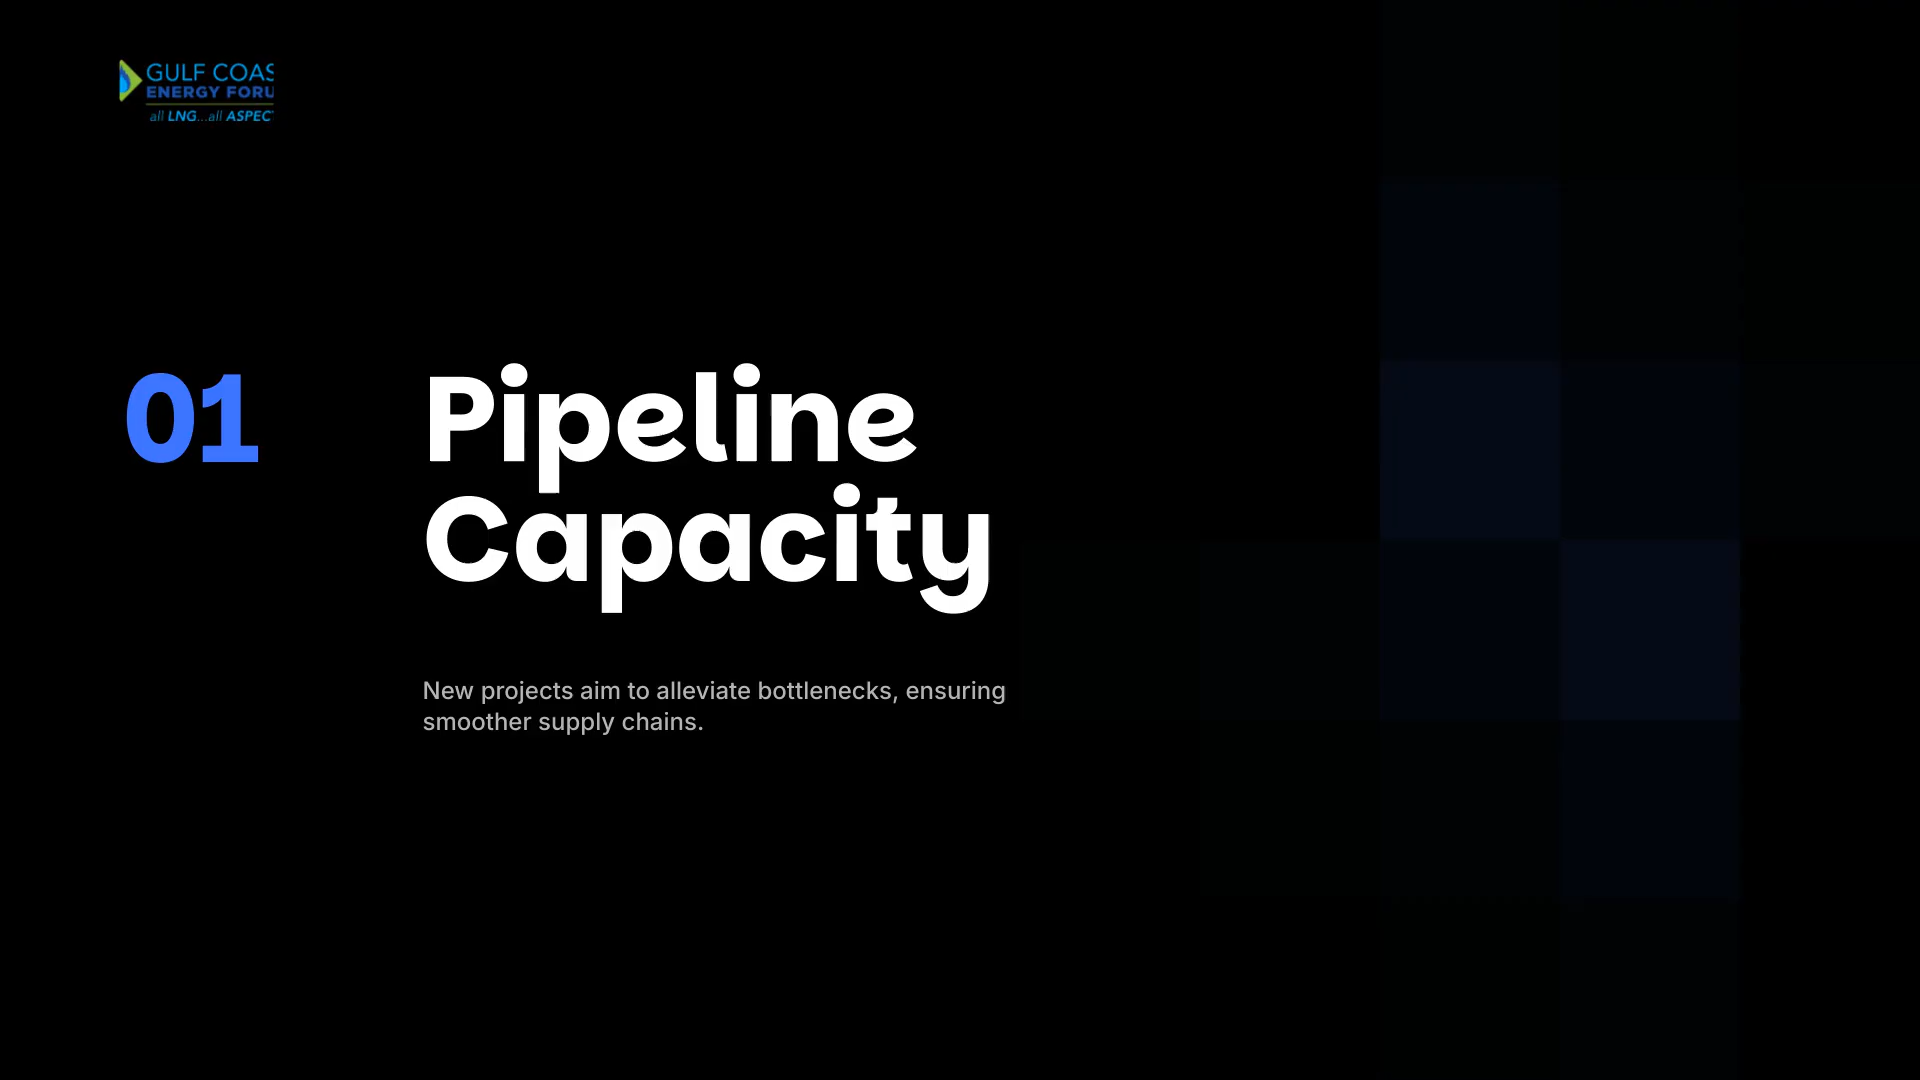 GULF COAS
ENERGY FORU
all LNG...all ASPEC
01
Pipeline
Capacity
New projects aim to alleviate bottlenecks, ensuring
smoother supply chains.